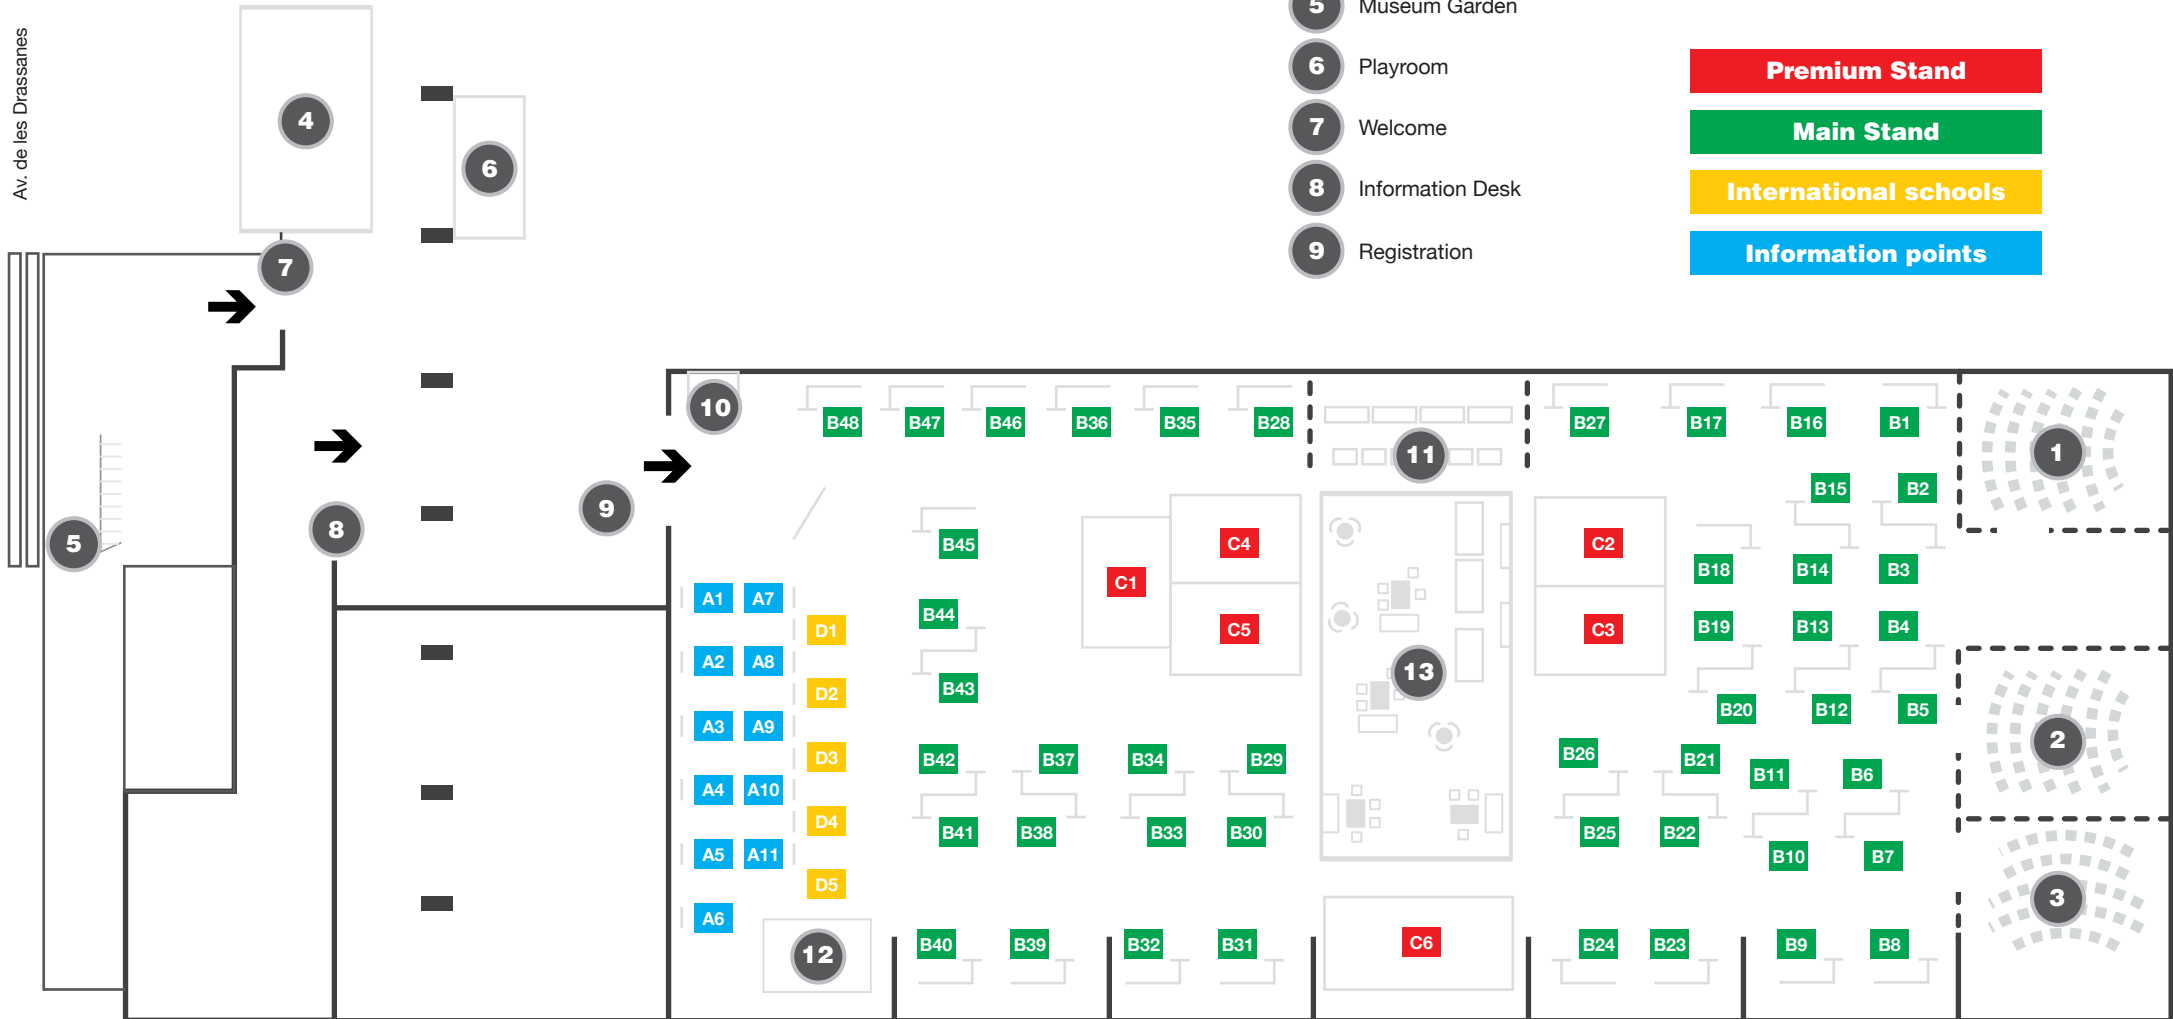 Av. de les Drassanes
5 Museum Garden
6 Playroom
7 Welcome
8 Information Desk
9 Registration
Premium Stand
Main Stand
International schools
Information points
4
6
7
5
8
9
10
11
1
2
3
12
13
B48 B47 B46 B36 B35 B28 B27 B17 B16 B1
B15 B2
B45 C4 C2
B18 B14 B3
C1
A1 A7
B44
D1 C5 C3 B19 B13 B4
A2 A8
D2 B43
B20 B12 B5
A3 A9
D3 B42 B37 B34 B29 B26 B21
B11 B6
A4 A10
D4 B41 B38 B33 B30 B25 B22
A5 A11 B10 B7
D5
A6
B40 B39 B32 B31 C6 B24 B23 B9 B8